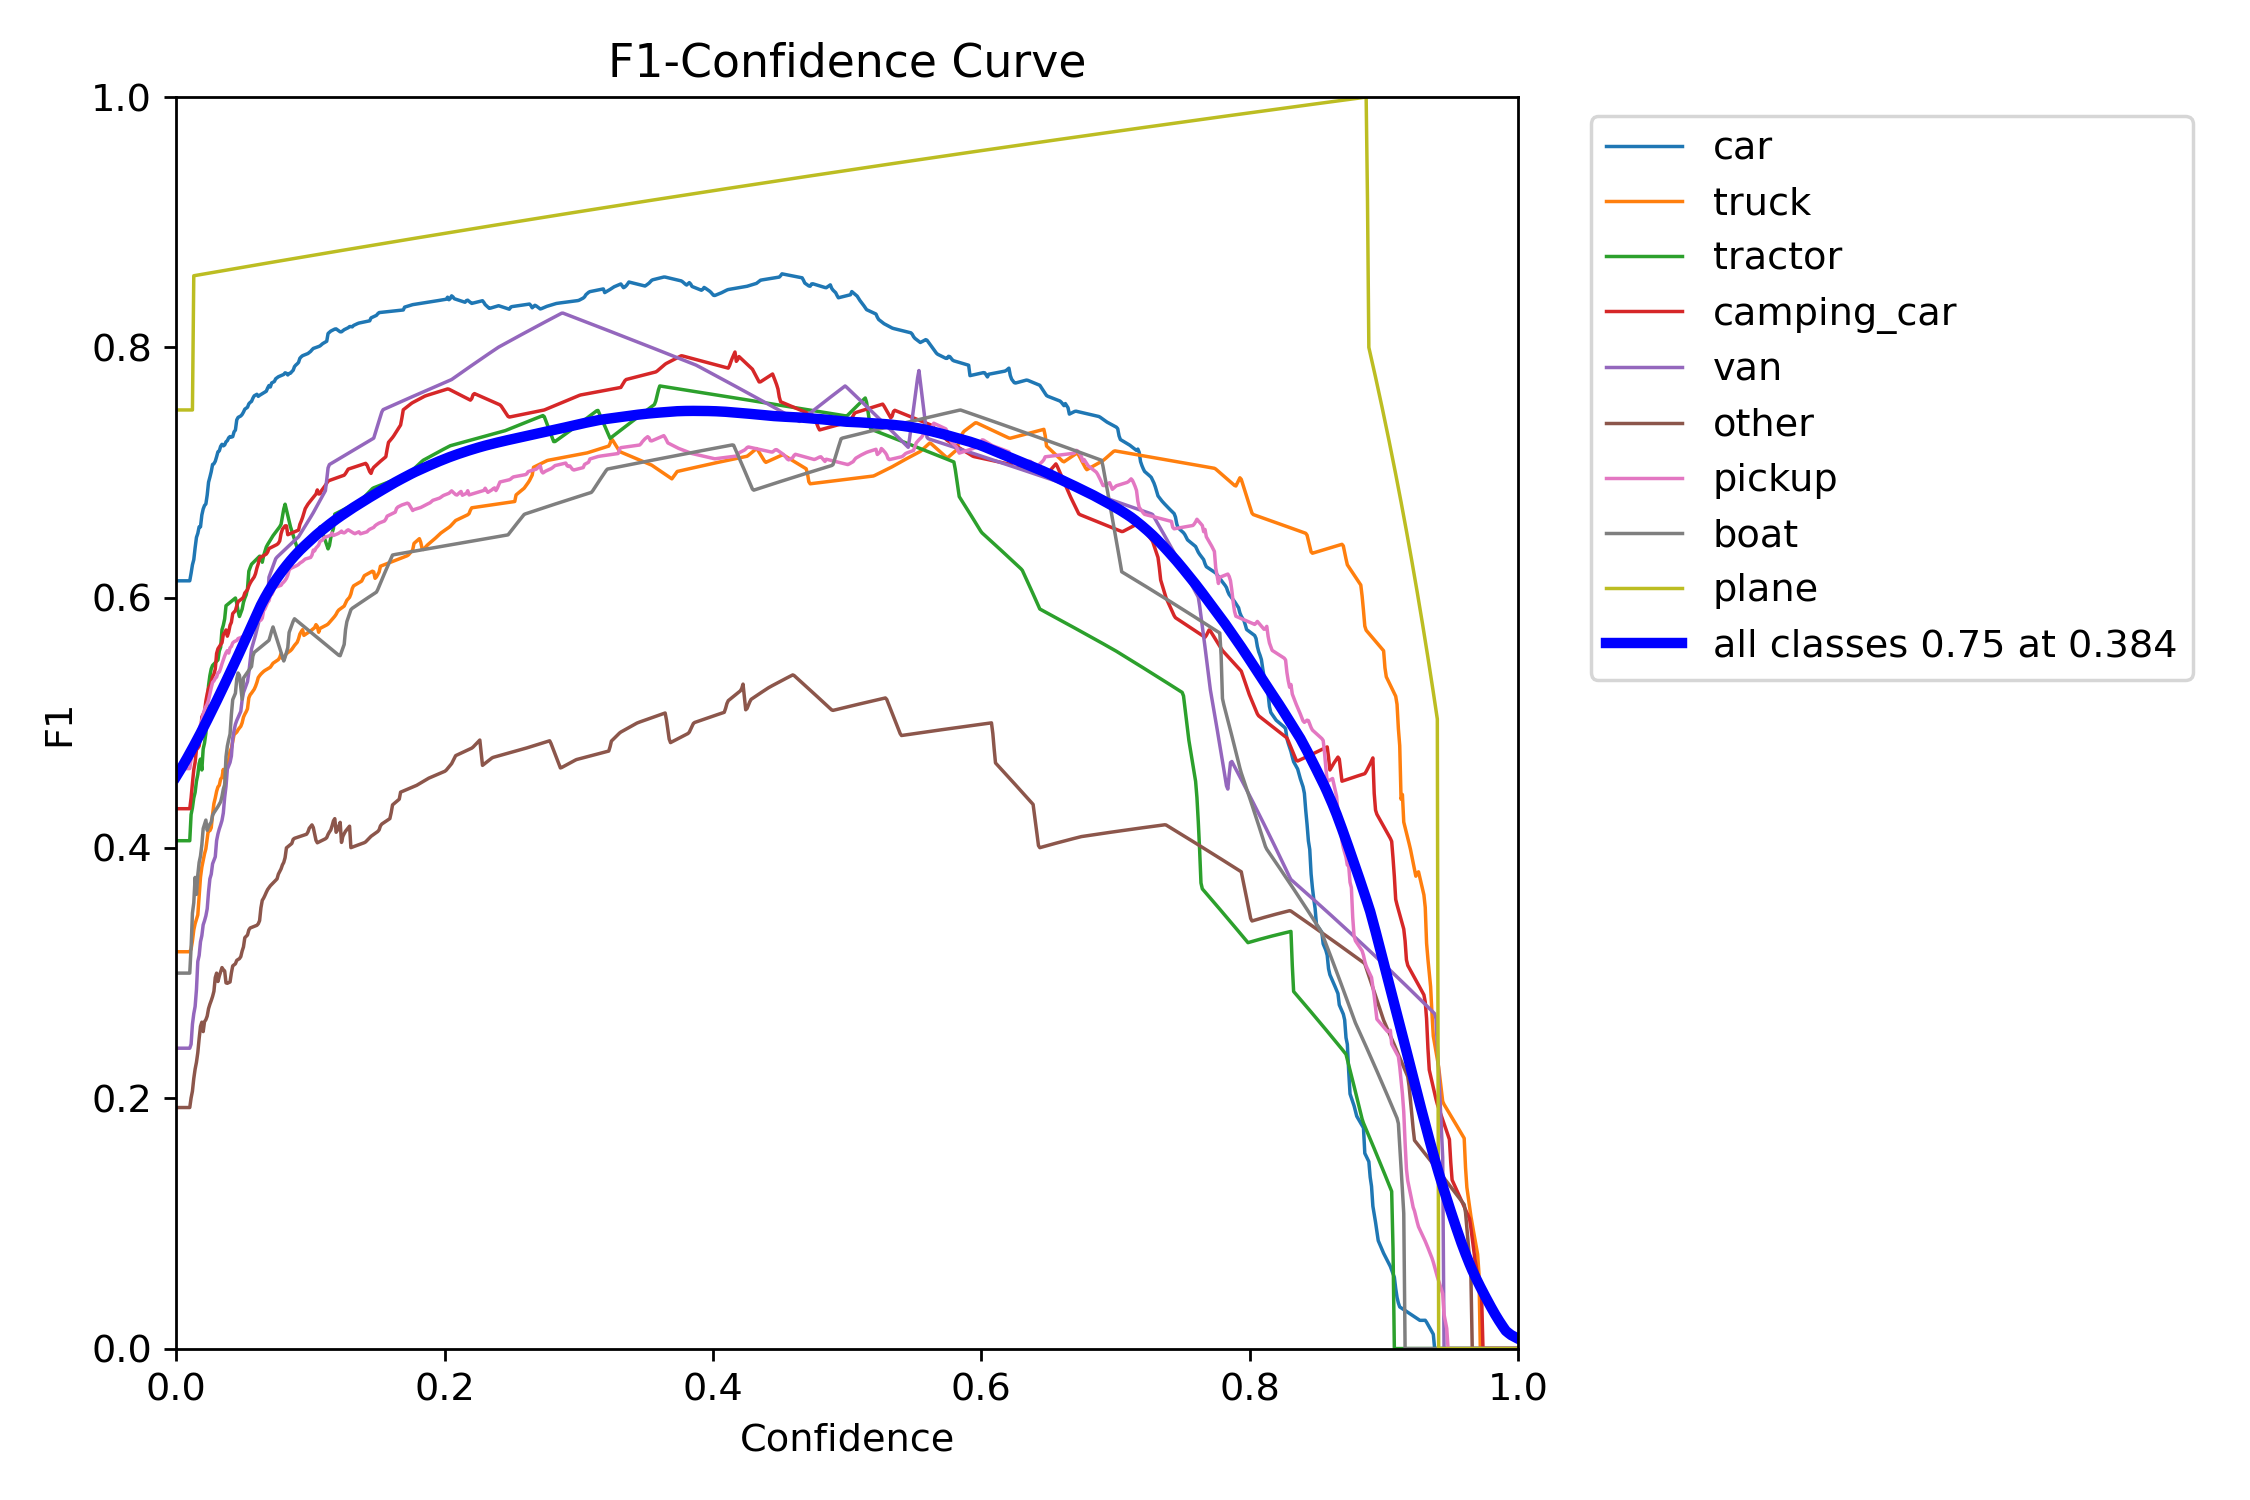 F1-Confidence Curve
1.0
0.8
0.6
0.4
0.2
0.0
F1
0.0 0.2 0.4 0.6 0.8 1.0
Confidence
car
truck
tractor
camping_car
van
other
pickup
boat
plane
all classes 0.75 at 0.384